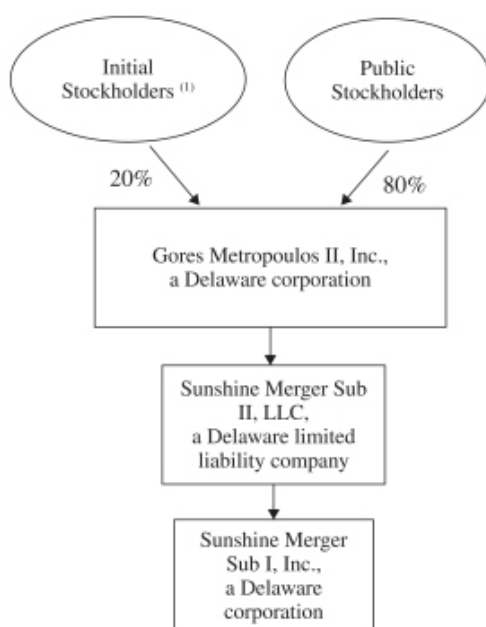 Initial
Stockholders (1)
Public
Stockholders
20%
80%
Gores Metropoulos II, Inc.,
a Delaware corporation
Sunshine Merger Sub
II, LLC,
a Delaware limited
liability company
Sunshine Merger
Sub I, Inc.,
a Delaware
corporation